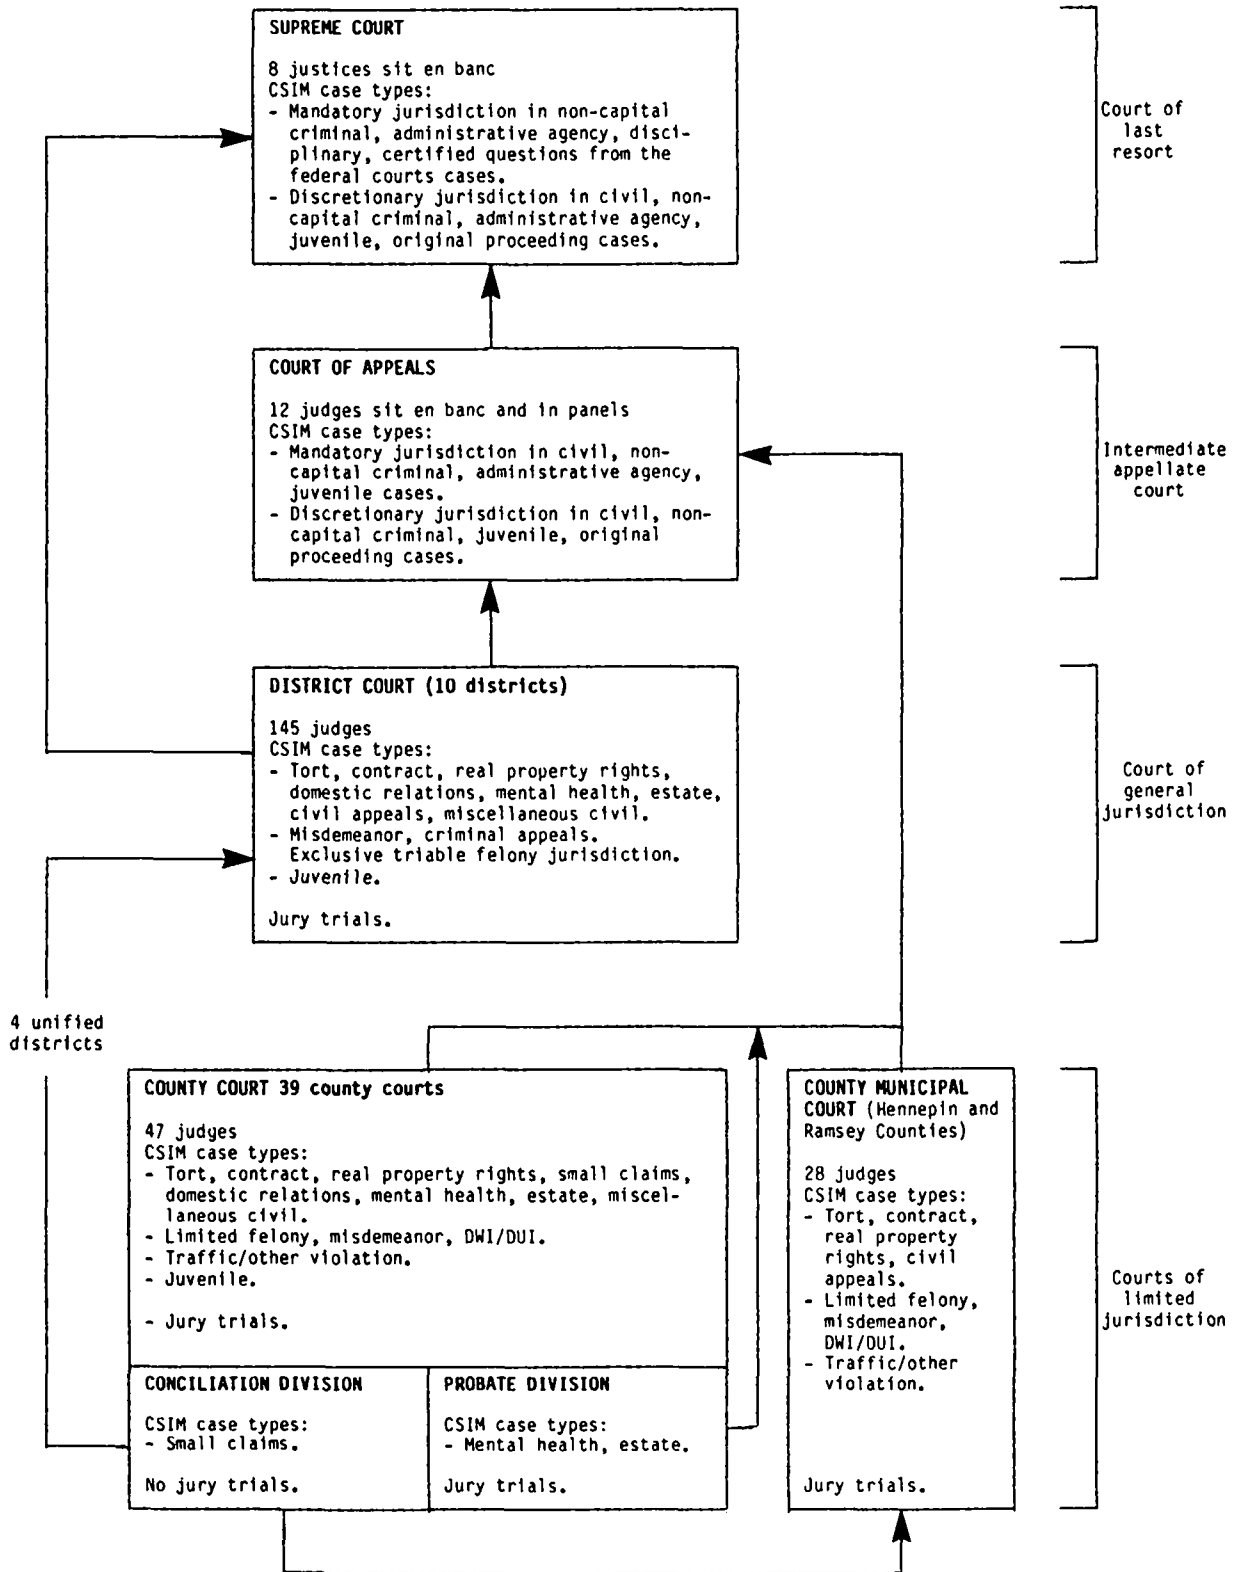 SUPREME COURT
8 justices sit en banc
CSIM case types:
- Mandatory jurisdiction in non-capital
criminal, administrative agency, disci-
plinary, certified questions from the
federal courts cases.
- Discretionary jurisdiction in civil, non-
capital criminal, administrative agency,
juvenile, original proceeding cases.
Court of
last
resort
COURT OF APPEALS
12 judges sit en banc and in panels
CSIM case types:
- Mandatory jurisdiction in civil, non-
capital criminal, administrative agency,
juvenile cases.
- Discretionary jurisdiction in civil, non-
capital criminal, juvenile, original
proceeding cases.
Intermediate
appellate
court
DISTRICT COURT (10 districts)
145 judges
CSIM case types:
- Tort, contract, real property rights,
domestic relations, mental health, estate,
civil appeals, miscellaneous civil.
- Misdemeanor, criminal appeals.
Exclusive triable felony jurisdiction.
- Juvenile.
Jury trials.
Court of
general
jurisdiction
4 unified
districts
COUNTY COURT 39 county courts
47 judges
CSIM case types:
- Tort, contract, real property rights, small claims,
domestic relations, mental health, estate, miscel-
laneous civil.
- Limited felony, misdemeanor, DWI/DUI.
- Traffic/other violation.
- Juvenile.
- Jury trials.
CONCILIATION DIVISION
CSIM case types:
- Small claims.
No jury trials.
PROBATE DIVISION
CSIM case types:
- Mental health, estate.
Jury trials.
COUNTY MUNICIPAL
COURT (Hennepin and
Ramsey Counties)
28 judges
CSIM case types:
- Tort, contract,
real property
rights, civil
appeals.
- Limited felony,
misdemeanor,
DWI/DUI.
- Traffic/other
violation.
Jury trials.
Courts of
limited
jurisdiction